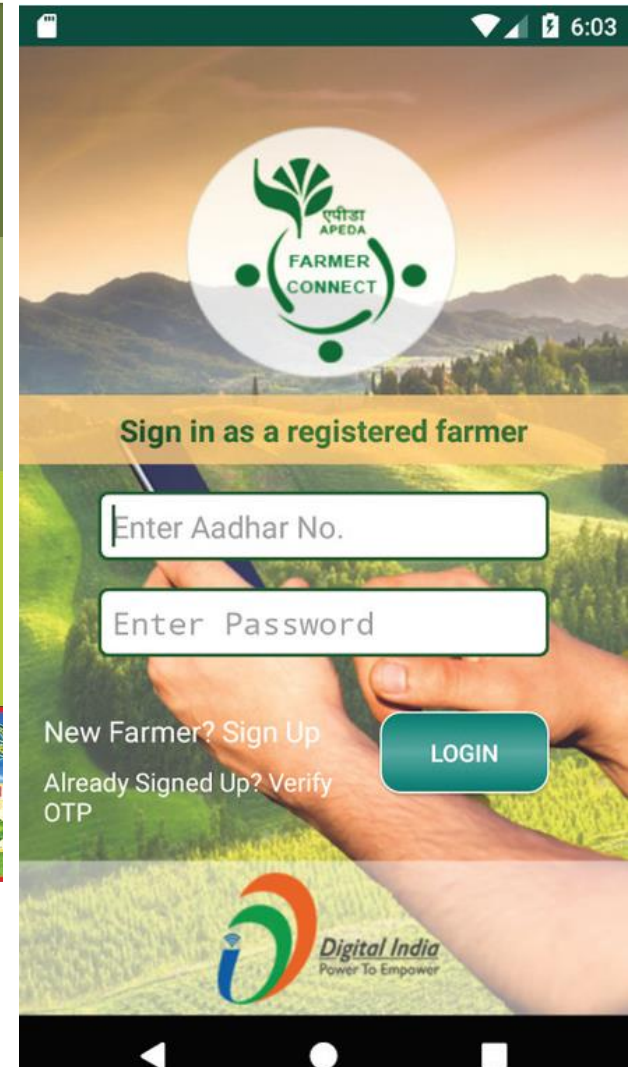 6:03
एपीडा
APEDA
FARMER
CONNECT
Sign in as a registered farmer
Enter Aadhar No.
Enter Password
New Farmer? Sign Up
LOGIN
Already Signed Up? Verify
OTP
Digital India
Power To Empower